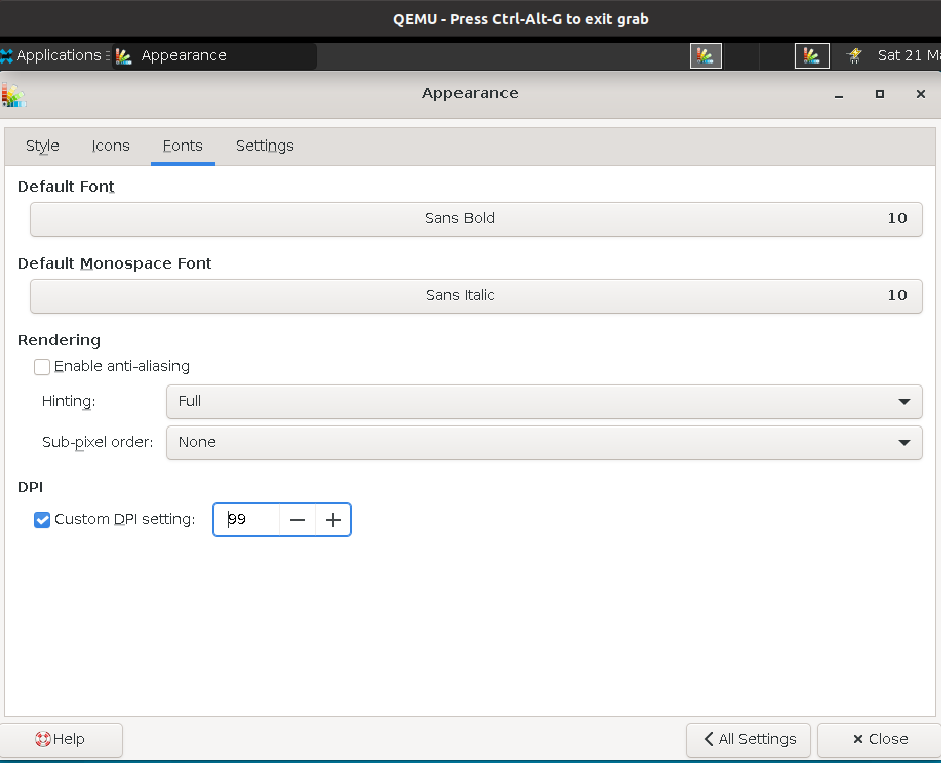 QEMU - Press Ctrl-Alt-G to exit grab
Applications Appearance Sat 21 Ma
Appearance
Style Icons Fonts Settings
Default Font
Sans Bold 10
Default Monospace Font
Sans Italic 10
Rendering
Enable anti-aliasing
Hinting: Full
Sub-pixel order: None
DPI
Custom DPI setting: 99
Help All Settings Close